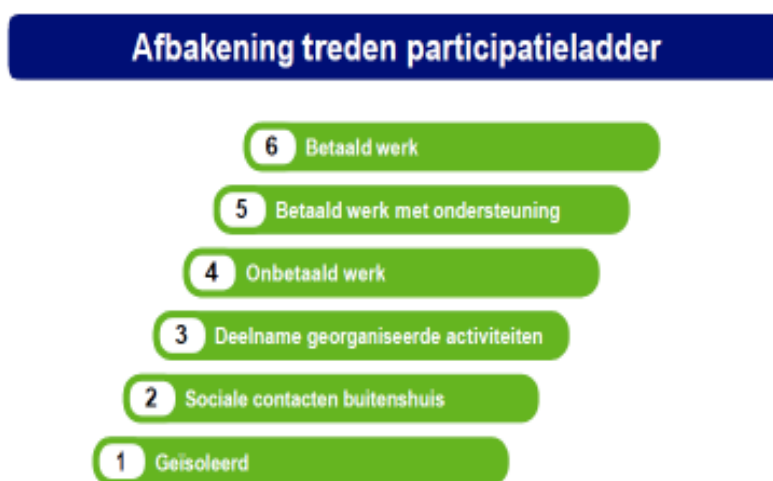 Afbakening treden participatieladder
6 Betaald werk
5 Betaald werk met ondersteuning
4 Onbetaald werk
3 Deelname georganiseerde activiteiten
2 Sociale contacten buitenshuis
1 Geïsoleerd